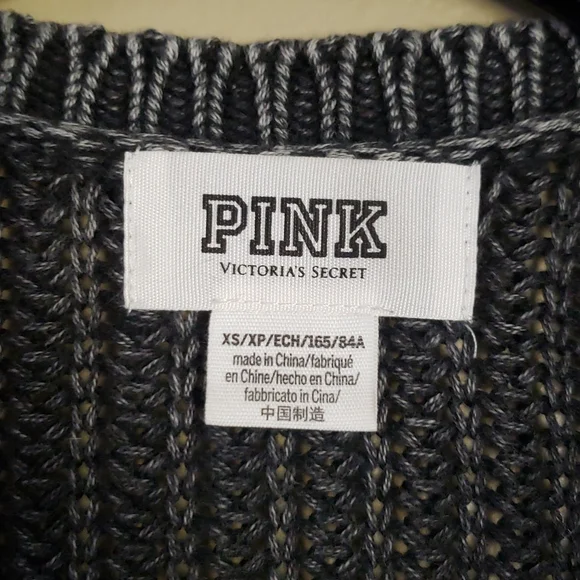 PINK
VICTORIA'S SECRET
XS/XP/ECH/165/84A
made in China/fabriqué
en Chine/hecho en China/
fabbricato in Cina/
中国制造